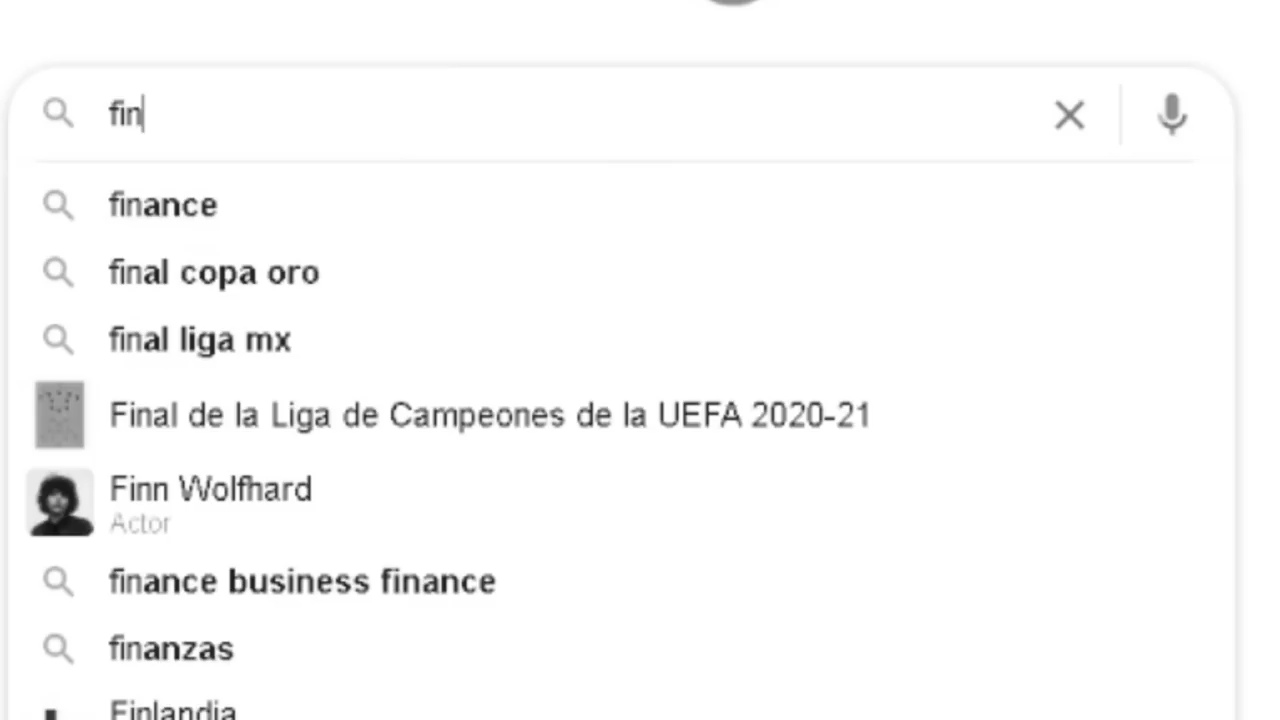 fin
finance
final copa oro
final liga mx
Final de la Liga de Campeones de la UEFA 2020-21
Finn Wolfhard
Actor
finance business finance
finanzas
Finlandia